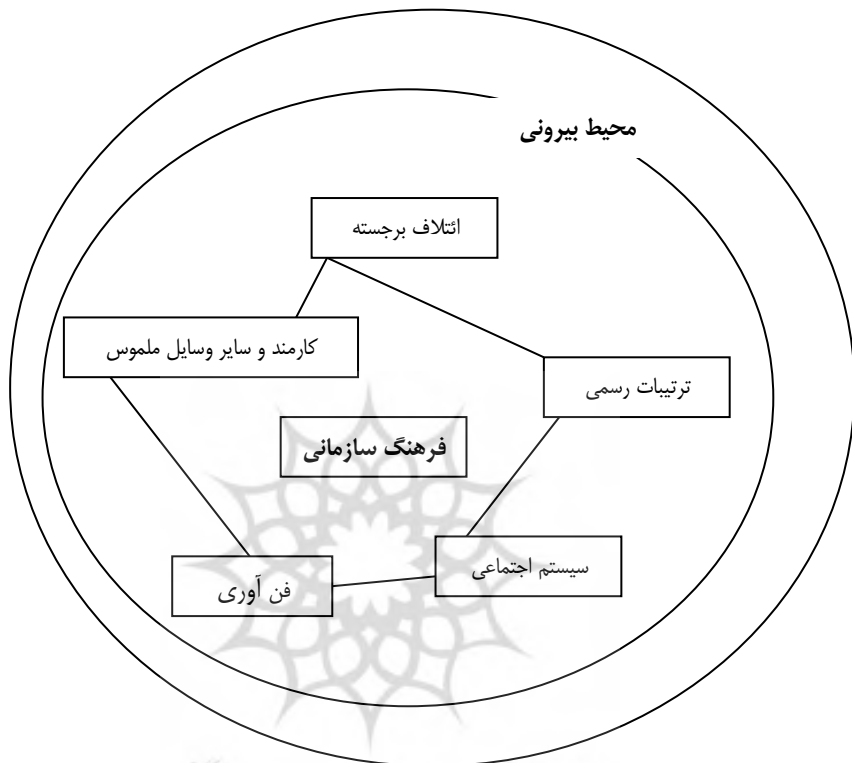 محیط بیرونی
ائتلاف برجسته
کارمند و سایر وسایل ملموس
ترتیبات رسمی
فرهنگ سازمانی
سیستم اجتماعی
فن آوری